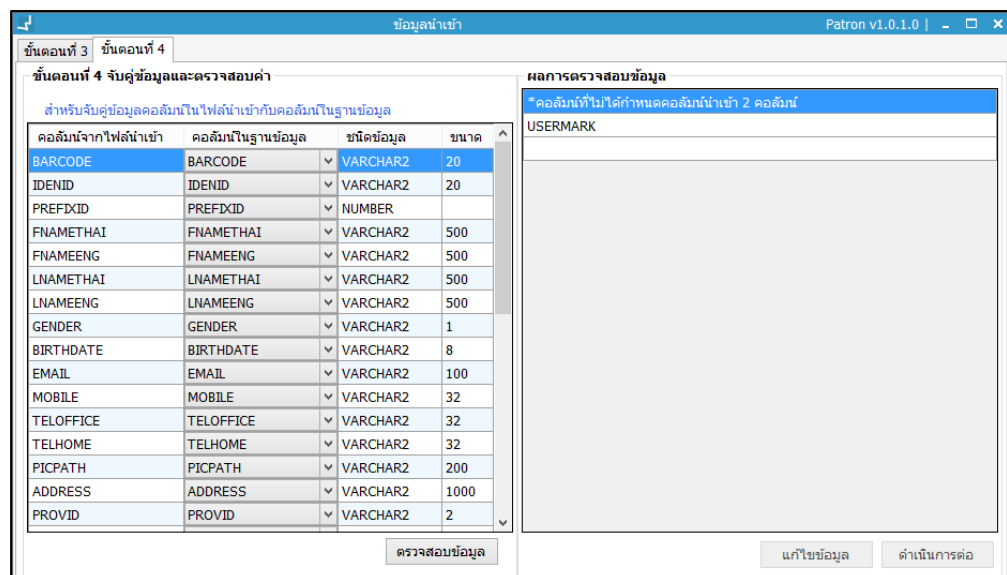 ข้อมูลนำเข้า Patron v1.0.1.0 |
ขั้นตอนที่ 3 ขั้นตอนที่ 4
ขั้นตอนที่ 4 จับคู่ข้อมูลและตรวจสอบค่า
สำหรับจับคู่ข้อมูลคอลัมน์ในไฟล์นำเข้ากับคอลัมน์ในฐานข้อมูล
คอลัมน์จากไฟล์นำเข้า คอลัมน์ในฐานข้อมูล ชนิดข้อมูล ขนาด
BARCODE BARCODE VARCHAR2 20
IDENID IDENID VARCHAR2 20
PREFIXID PREFIXID NUMBER
FNAMETHAI FNAMETHAI VARCHAR2 500
FNAMEENG FNAMEENG VARCHAR2 500
LNAMETHAI LNAMETHAI VARCHAR2 500
LNAMEENG LNAMEENG VARCHAR2 500
GENDER GENDER VARCHAR2 1
BIRTHDATE BIRTHDATE VARCHAR2 8
EMAIL EMAIL VARCHAR2 100
MOBILE MOBILE VARCHAR2 32
TELOFFICE TELOFFICE VARCHAR2 32
TELHOME TELHOME VARCHAR2 32
PICPATH PICPATH VARCHAR2 200
ADDRESS ADDRESS VARCHAR2 1000
PROVID PROVID VARCHAR2 2
ตรวจสอบข้อมูล
ผลการตรวจสอบข้อมูล
*คอลัมน์ที่ไม่ได้กำหนดคอลัมน์นำเข้า 2 คอลัมน์
USERMARK
แก้ไขข้อมูล ดำเนินการต่อ